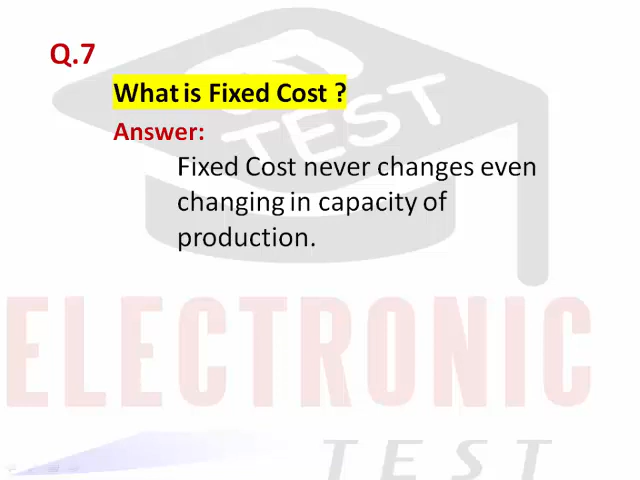 Q.7
What is Fixed Cost ?
Answer:
Fixed Cost never changes even
changing in capacity of
production.
TEST
ELECTRONIC
TEST